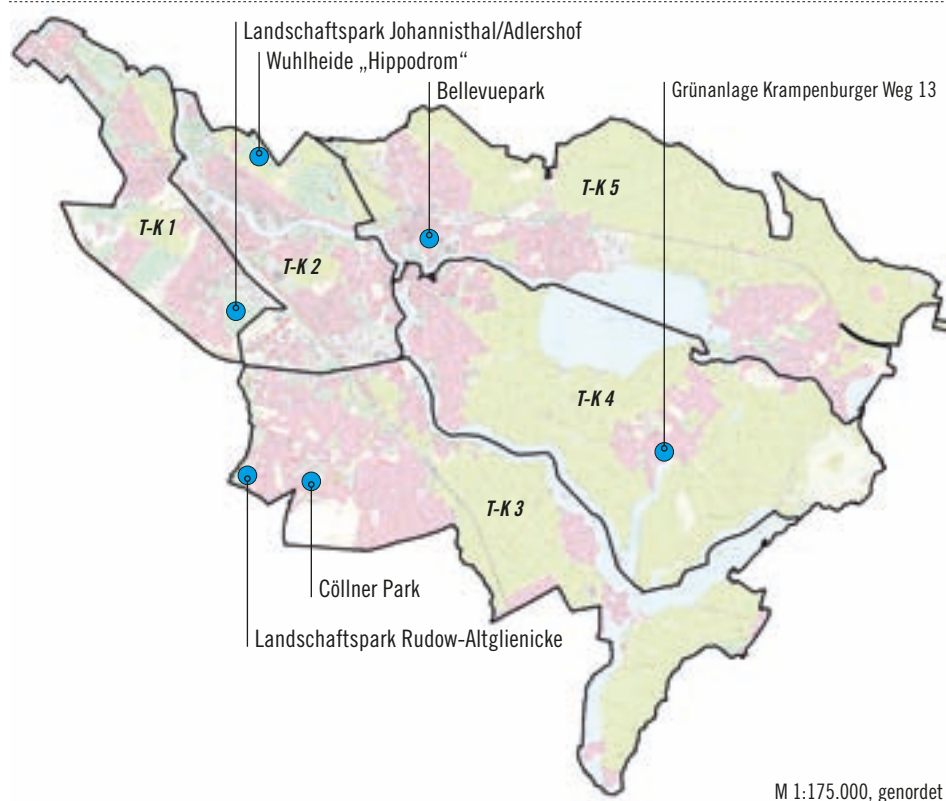 Landschaftspark Johannisthal/Adlershof
Wuhlheide „Hippodrom“
Bellevuepark
Grünanlage Krampenburger Weg 13
T-K 5
T-K 1
T-K 2
T-K 4
T-K 3
Cöllner Park
Landschaftspark Rudow-Altglienicke
M 1:175.000, genordet